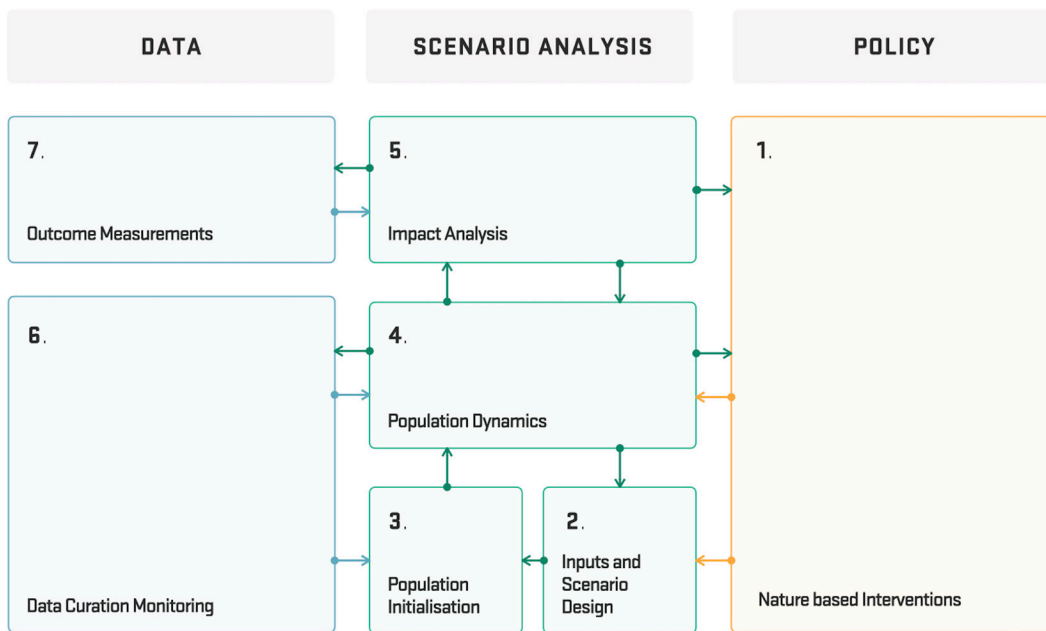 DATA
SCENARIO ANALYSIS
POLICY
7.
Outcome Measurements
5.
Impact Analysis
1.
Nature based Interventions
6.
Data Curation Monitoring
4.
Population Dynamics
3.
Population
Initialisation
2.
Inputs and
Scenario
Design